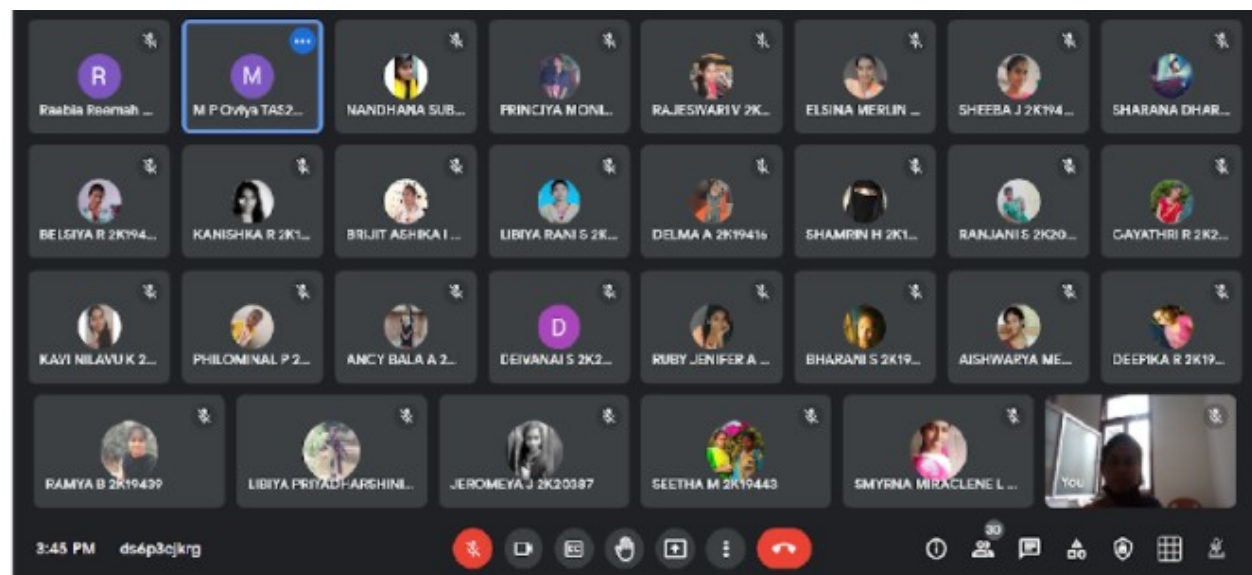 R M
Raebia Reemah ... M P Oviya TAS2... NANDHANA SUB... PRINCIYA MONI... RAJESWARI V 2K... ELSINA MERLIN ... SHEEBA J 2K194... SHARANA DHAR...
BELSIYA R 2K194... KANISHKA R 2K1... BRIJIT ASHIKA I ... LIBIYA RANI S 2K... DELMA A 2K19416 SHAMRIN H 2K1... RANJANI S 2K20... GAYATHRI R 2K2...
D
KAVI NILAVU K 2... PHILOMINAL P 2... ANCY BALA A 2... DEIVANAI S 2K2... RUBY JENIFER A ... BHARANI S 2K19... AISHWARYA ME... DEEPIKA R 2K19...
RAMYA B 2K19439 LIBIYA PRIYADHARSHINI... JEROMEYA J 2K20387 SEETHA M 2K19443 SMYRNA MIRACLENE L ... You
30
3:45 PM ds6p3cjkrg CC